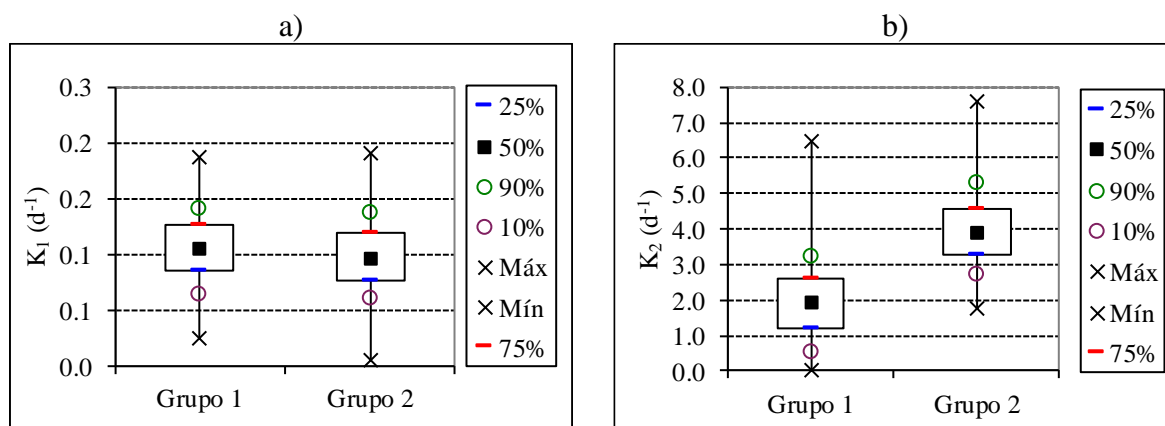 a)
0.3
0.2
0.2
0.1
0.1
0.0
K1 (d-1)
Grupo 1
Grupo 2
25%
50%
90%
10%
Máx
Mín
75%
b)
8.0
7.0
6.0
5.0
4.0
3.0
2.0
1.0
0.0
K2 (d-1)
Grupo 1
Grupo 2
25%
50%
90%
10%
Máx
Mín
75%